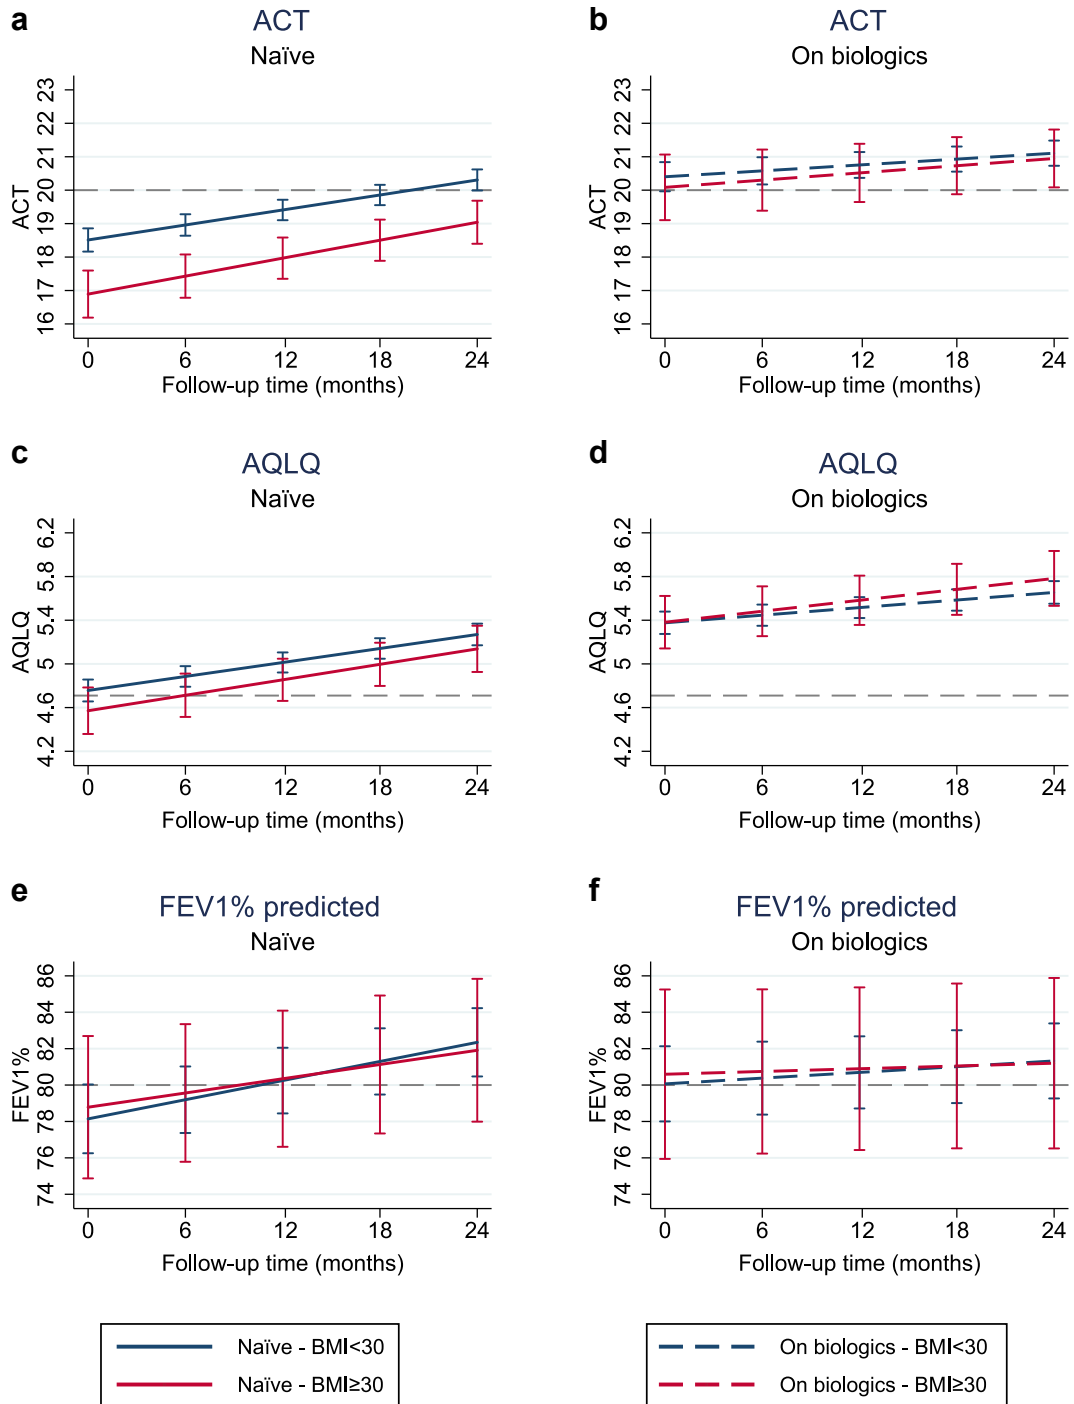 a
ACT
Naïve
ACT
23
22
21
20
19
18
17
16
0 6 12 18 24
Follow-up time (months)
b
ACT
On biologics
ACT
23
22
21
20
19
18
17
16
0 6 12 18 24
Follow-up time (months)
c
AQLQ
Naïve
AQLQ
6.2
5.8
5.4
5
4.6
4.2
0 6 12 18 24
Follow-up time (months)
d
AQLQ
On biologics
AQLQ
6.2
5.8
5.4
5
4.6
4.2
0 6 12 18 24
Follow-up time (months)
e
FEV1% predicted
Naïve
FEV1%
86
84
82
80
78
76
74
0 6 12 18 24
Follow-up time (months)
f
FEV1% predicted
On biologics
FEV1%
86
84
82
80
78
76
74
0 6 12 18 24
Follow-up time (months)
Naïve - BMI<30
Naïve - BMI≥30
On biologics - BMI<30
On biologics - BMI≥30